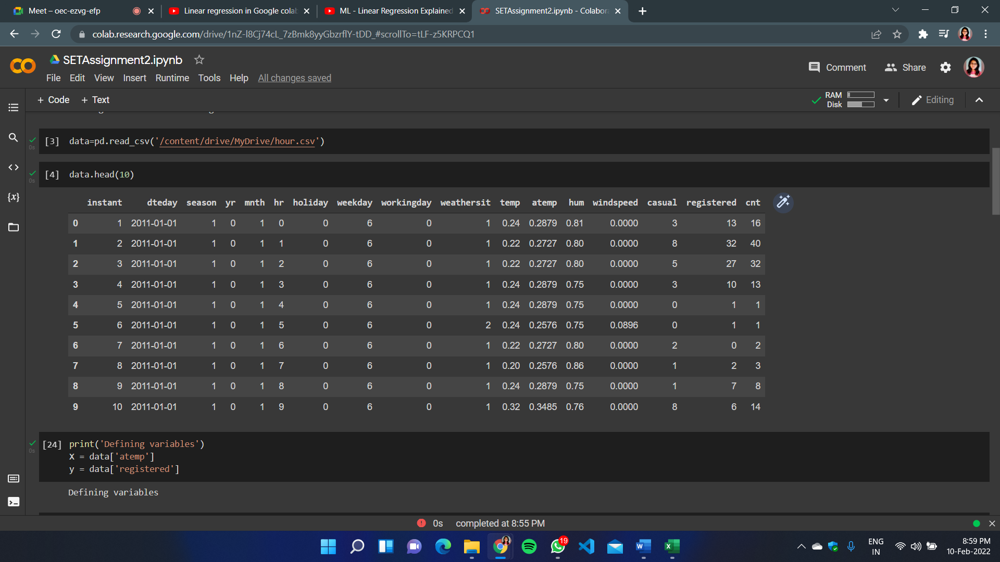 Meet – oec-ezvg-efp
Linear regression in Google colab
ML - Linear Regression Explained
SETAssignment2.ipynb - Colabora
colab.research.google.com/drive/1nZ-l8Cj74cL_7zBmk8yyGbzrflY-tDD_#scrollTo=tLF-z5KRPCQ1
SETAssignment2.ipynb
File Edit View Insert Runtime Tools Help All changes saved
Comment Share
+ Code + Text
RAM
Disk
Editing
[3] data=pd.read_csv('/content/drive/MyDrive/hour.csv')
0s
[4] data.head(10)
0s
instant dteday season yr mnth hr holiday weekday workingday weathersit temp atemp hum windspeed casual registered cnt
0 1 2011-01-01 1 0 1 0 0 6 0 1 0.24 0.2879 0.81 0.0000 3 13 16
1 2 2011-01-01 1 0 1 1 0 6 0 1 0.22 0.2727 0.80 0.0000 8 32 40
2 3 2011-01-01 1 0 1 2 0 6 0 1 0.22 0.2727 0.80 0.0000 5 27 32
3 4 2011-01-01 1 0 1 3 0 6 0 1 0.24 0.2879 0.75 0.0000 3 10 13
4 5 2011-01-01 1 0 1 4 0 6 0 1 0.24 0.2879 0.75 0.0000 0 1 1
5 6 2011-01-01 1 0 1 5 0 6 0 2 0.24 0.2576 0.75 0.0896 0 1 1
6 7 2011-01-01 1 0 1 6 0 6 0 1 0.22 0.2727 0.80 0.0000 2 0 2
7 8 2011-01-01 1 0 1 7 0 6 0 1 0.20 0.2576 0.86 0.0000 1 2 3
8 9 2011-01-01 1 0 1 8 0 6 0 1 0.24 0.2879 0.75 0.0000 1 7 8
9 10 2011-01-01 1 0 1 9 0 6 0 1 0.32 0.3485 0.76 0.0000 8 6 14
[24] print('Defining variables')
0s
X = data['atemp']
y = data['registered']
Defining variables
0s completed at 8:55 PM
19
ENG
IN
8:59 PM
10-Feb-2022